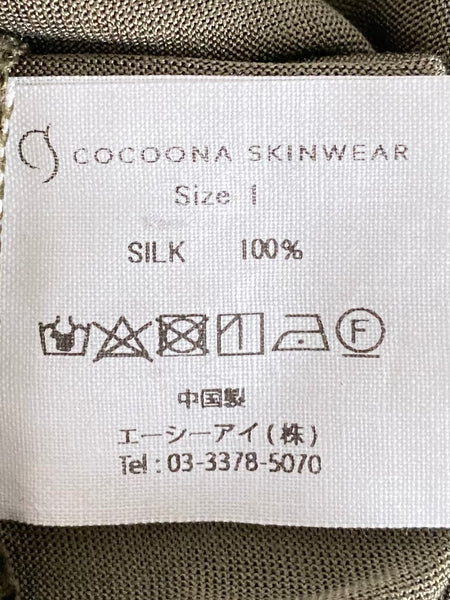 COCOONA SKINWEAR
Size 1
SILK 100%
F
中国製
エーシーアイ(株)
Tel : 03-3378-5070